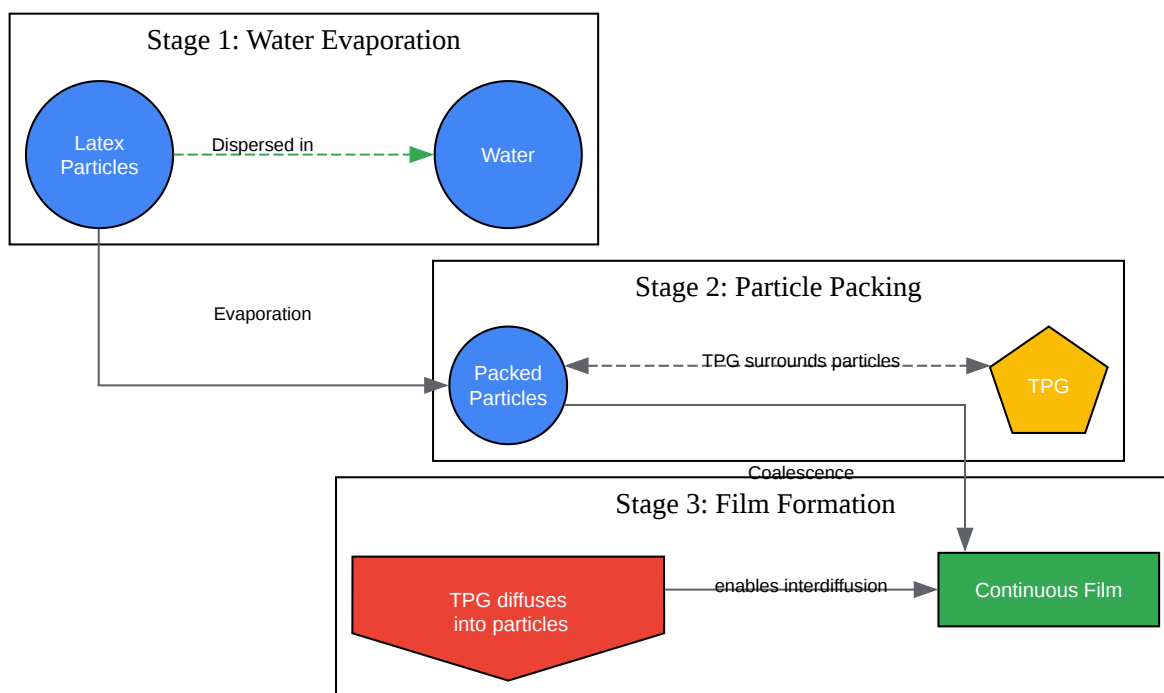 Stage 1: Water Evaporation
Latex
Particles
Dispersed in
Water
Evaporation
Stage 2: Particle Packing
Packed
Particles
TPG surrounds particles
TPG
Coalescence
Stage 3: Film Formation
TPG diffuses
into particles
enables interdiffusion
Continuous Film